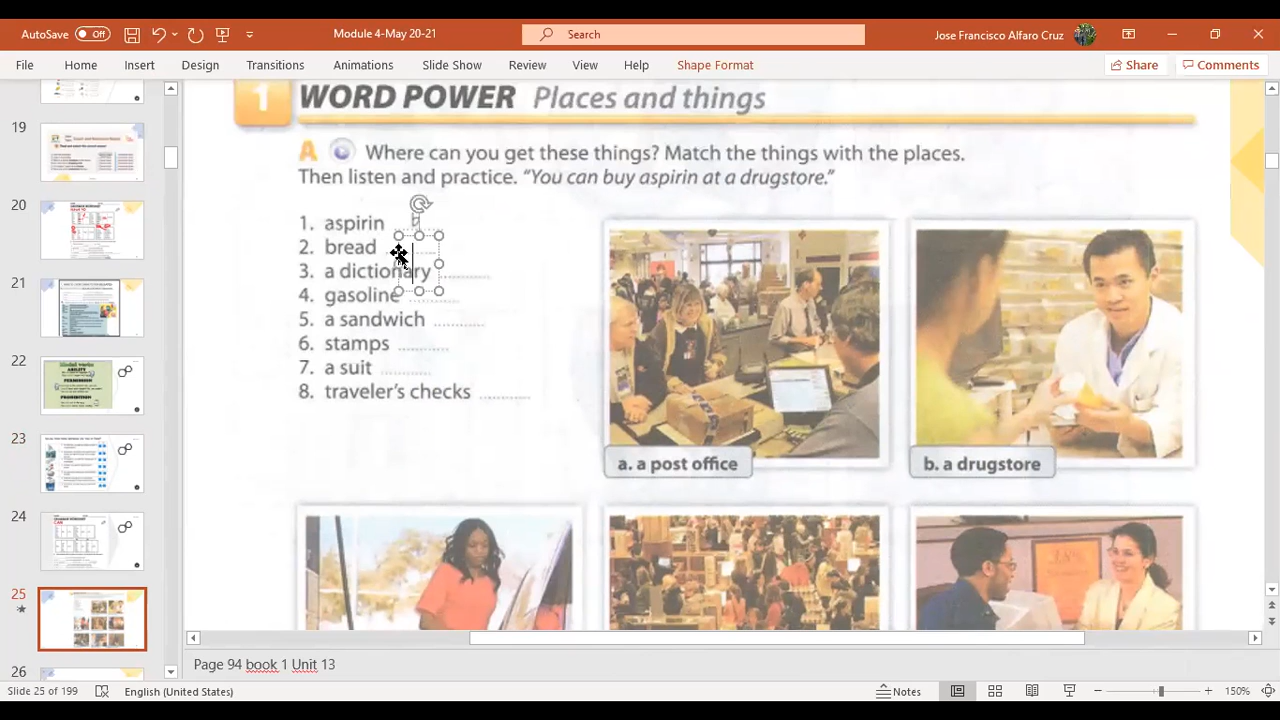 AutoSave Off Module 4-May 20-21 Search Jose Francisco Alfaro Cruz
File Home Insert Design Transitions Animations Slide Show Review View Help Shape Format Share Comments
1 WORD POWER Places and things
A Where can you get these things? Match the things with the places.
Then listen and practice. “You can buy aspirin at a drugstore.”
1. aspirin
2. bread
3. a dictionary
4. gasoline
5. a sandwich
6. stamps
7. a suit
8. traveler's checks
a. a post office
b. a drugstore
19
20
21
22
23
24
25
26
Page 94 book 1 Unit 13
Slide 25 of 199 English (United States) Notes 150%